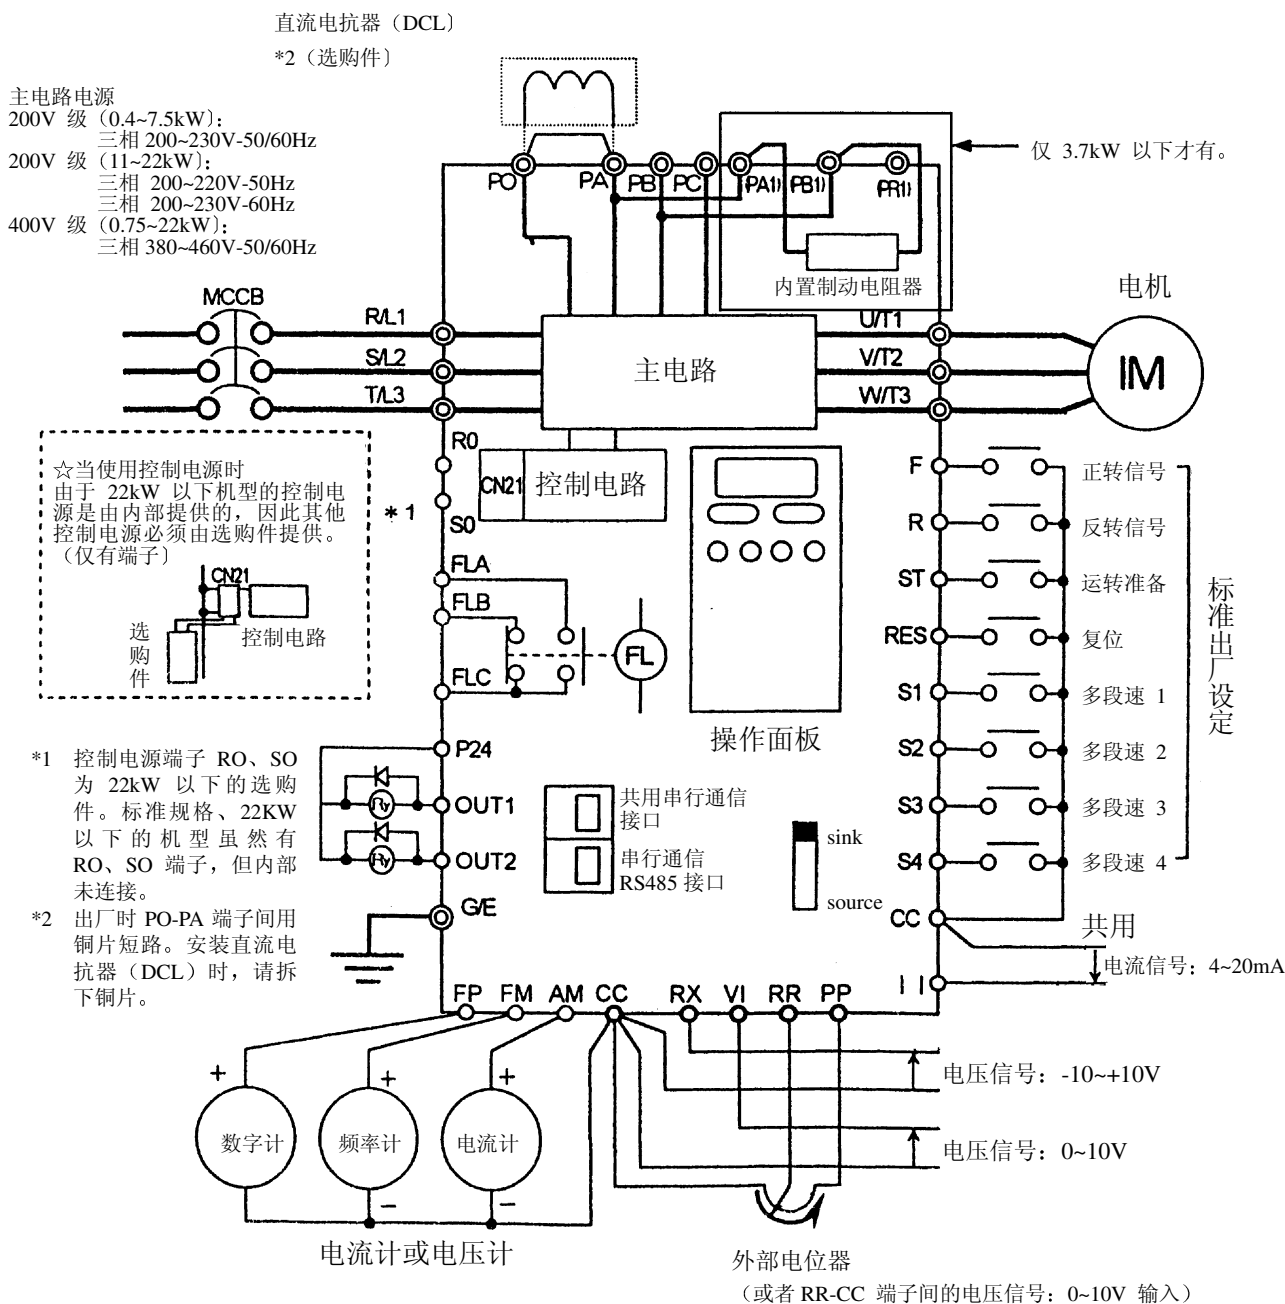 直流电抗器（DCL）
*2（选购件）
主电路电源
200V 级（0.4~7.5kW）：
三相 200~230V-50/60Hz
200V 级（11~22kW）：
三相 200~220V-50Hz
三相 200~230V-60Hz
400V 级（0.75~22kW）：
三相 380~460V-50/60Hz
仅 3.7kW 以下才有。
PO
PA
PB
PC
(PA1)
(PB1)
(PR1)
内置制动电阻器
电机
MCCB
R/L1
S/L2
T/L3
主电路
U/T1
V/T2
W/T3
IM
☆当使用控制电源时
由于 22kW 以下机型的控制电
源是由内部提供的，因此其他
控制电源必须由选购件提供。
（仅有端子）
CN21
选购件
控制电路
*1
R0
S0
CN21
控制电路
FLA
FLB
FLC
FL
操作面板
F
正转信号
R
反转信号
ST
运转准备
RES
复位
S1
多段速 1
S2
多段速 2
S3
多段速 3
S4
多段速 4
标准出厂设定
CC
共用
I I
电流信号：4~20mA
*1 控制电源端子 RO、SO
为 22kW 以下的选购
件。标准规格、22KW
以下的机型虽然有
RO、SO 端子，但内部
未连接。
*2 出厂时 PO-PA 端子间用
铜片短路。安装直流电
抗器（DCL）时，请拆
下铜片。
P24
Ry
OUT1
Ry
OUT2
G/E
共用串行通信
接口
串行通信
RS485 接口
sink
source
FP
FM
AM
CC
RX
VI
RR
PP
+
+
+
数字计
频率计
电流计
−
−
电流计或电压计
电压信号：-10~+10V
电压信号：0~10V
外部电位器
（或者 RR-CC 端子间的电压信号：0~10V 输入）